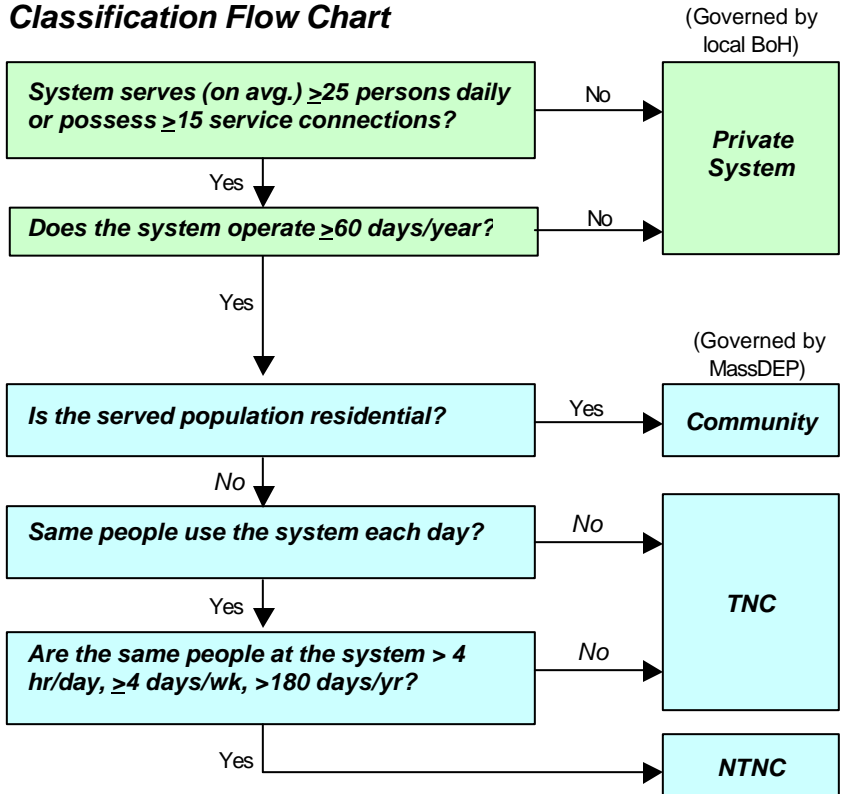 Classification Flow Chart
(Governed by
local BoH)
System serves (on avg.) ≥25 persons daily
or possess ≥15 service connections?
No
Private
System
Yes
Does the system operate ≥60 days/year?
No
Yes
(Governed by
MassDEP)
Is the served population residential?
Yes
Community
No
Same people use the system each day?
No
TNC
Yes
Are the same people at the system > 4
hr/day, ≥4 days/wk, >180 days/yr?
No
Yes
NTNC